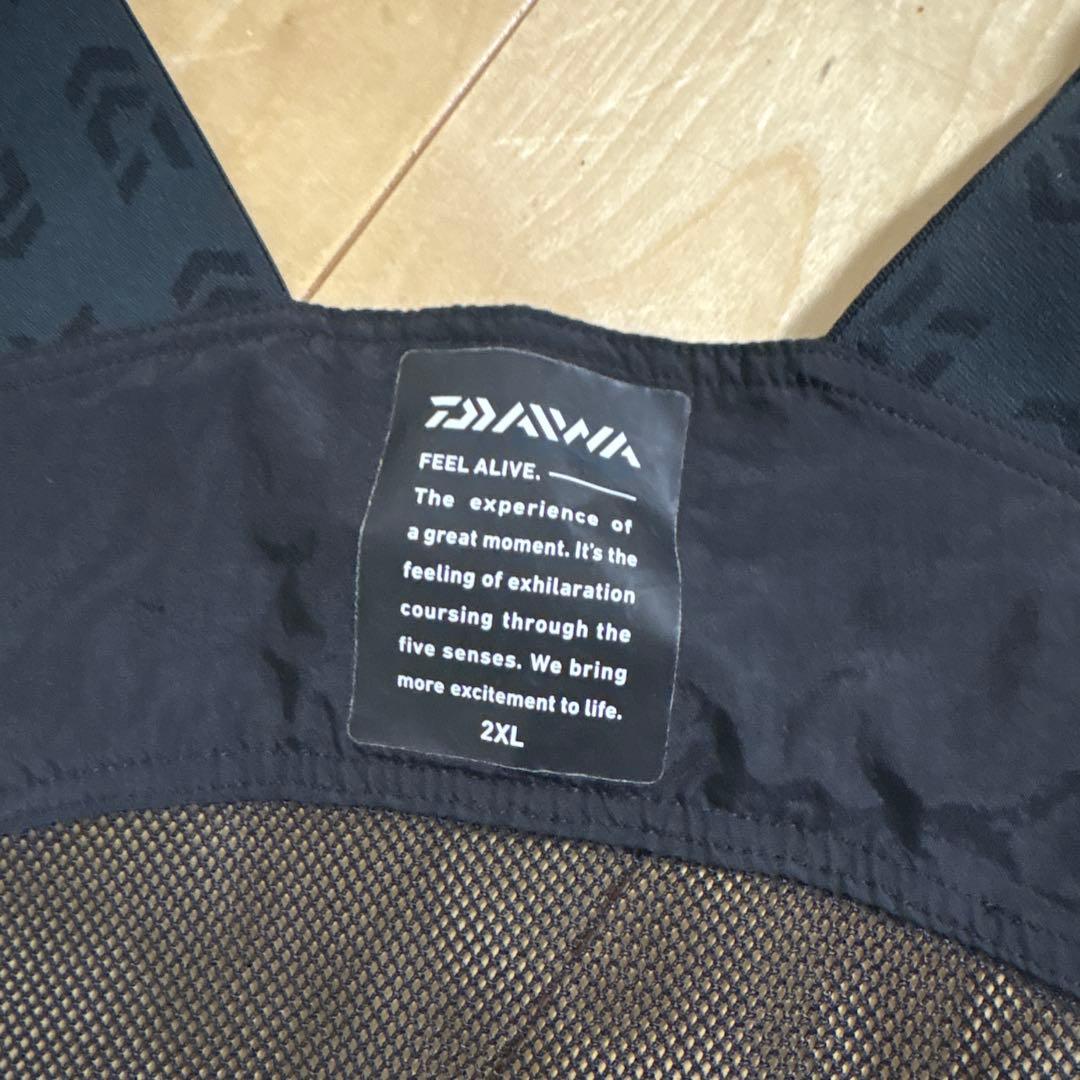 DAIWA
FEEL ALIVE.
The experience of
a great moment. It's the
feeling of exhilaration
coursing through the
five senses. We bring
more excitement to life.
2XL